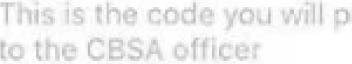 This is the code you will p
to the CBSA officer